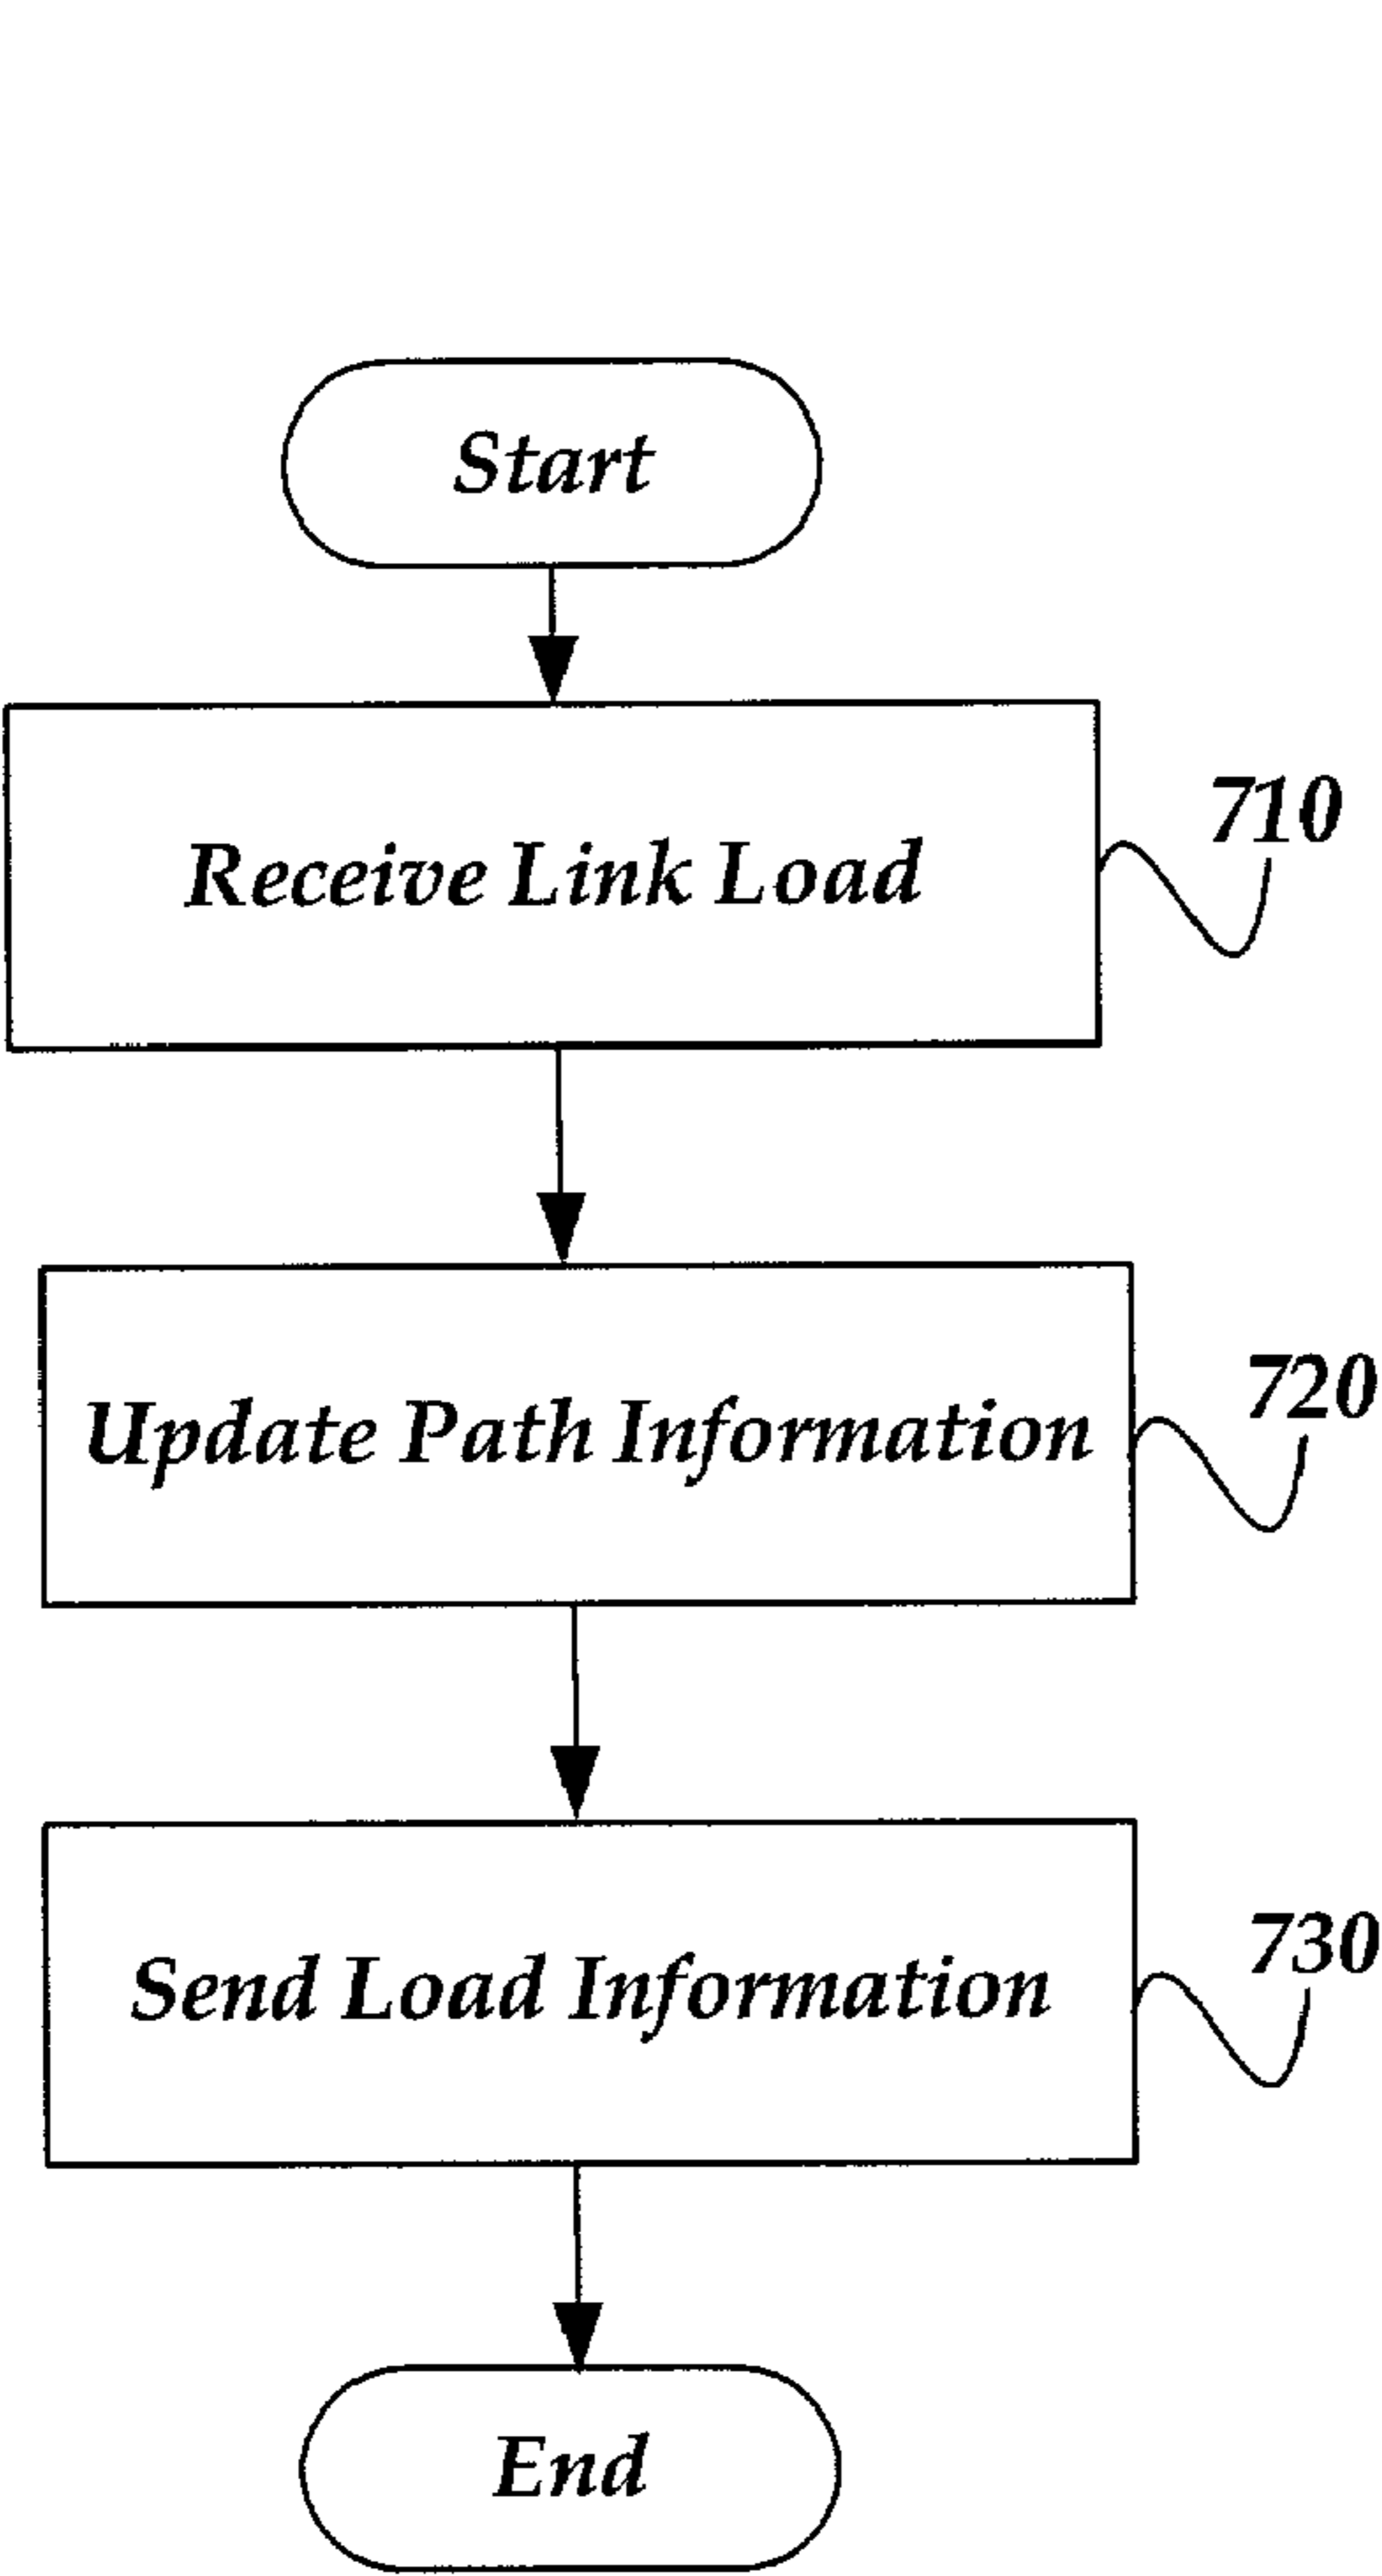 Start
Receive Link Load
710
Update Path Information
720
Send Load Information
730
End